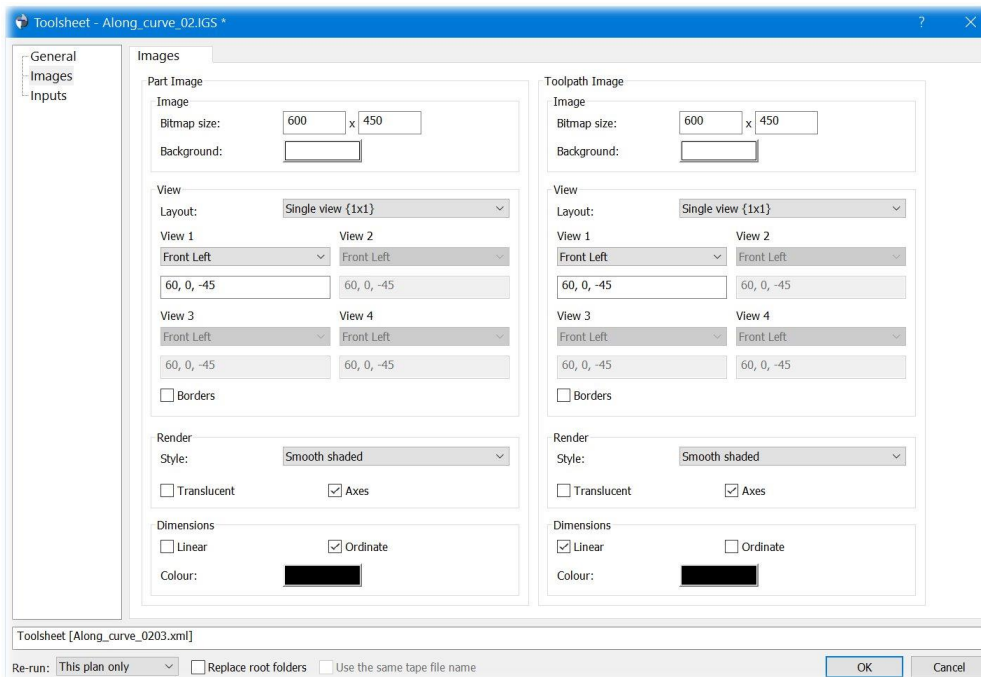 Toolsheet - Along_curve_02.IGS *
?
General
Images
Inputs
Images
Part Image
Image
Bitmap size: 600 x 450
Background:
View
Layout: Single view {1x1}
View 1 View 2
Front Left Front Left
60, 0, -45 60, 0, -45
View 3 View 4
Front Left Front Left
60, 0, -45 60, 0, -45
Borders
Render
Style: Smooth shaded
Translucent Axes
Dimensions
Linear Ordinate
Colour:
Toolpath Image
Image
Bitmap size: 600 x 450
Background:
View
Layout: Single view {1x1}
View 1 View 2
Front Left Front Left
60, 0, -45 60, 0, -45
View 3 View 4
Front Left Front Left
60, 0, -45 60, 0, -45
Borders
Render
Style: Smooth shaded
Translucent Axes
Dimensions
Linear Ordinate
Colour:
Toolsheet [Along_curve_0203.xml]
Re-run: This plan only Replace root folders Use the same tape file name OK Cancel